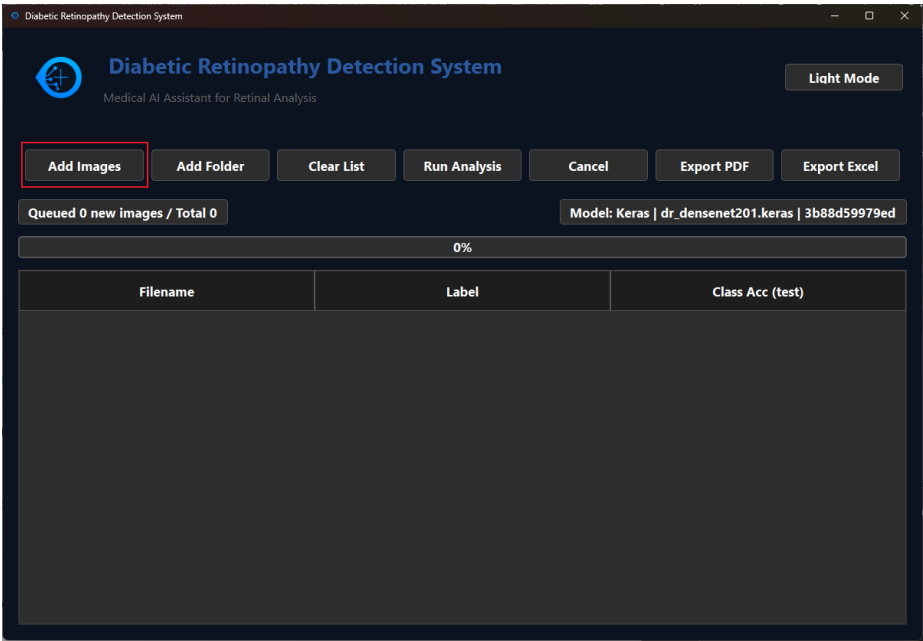 Diabetic Retinopathy Detection System
Diabetic Retinopathy Detection System
Medical AI Assistant for Retinal Analysis
Light Mode
Add Images Add Folder Clear List Run Analysis Cancel Export PDF Export Excel
Queued 0 new images / Total 0 Model: Keras | dr_densenet201.keras | 3b88d59979ed
0%
Filename Label Class Acc (test)